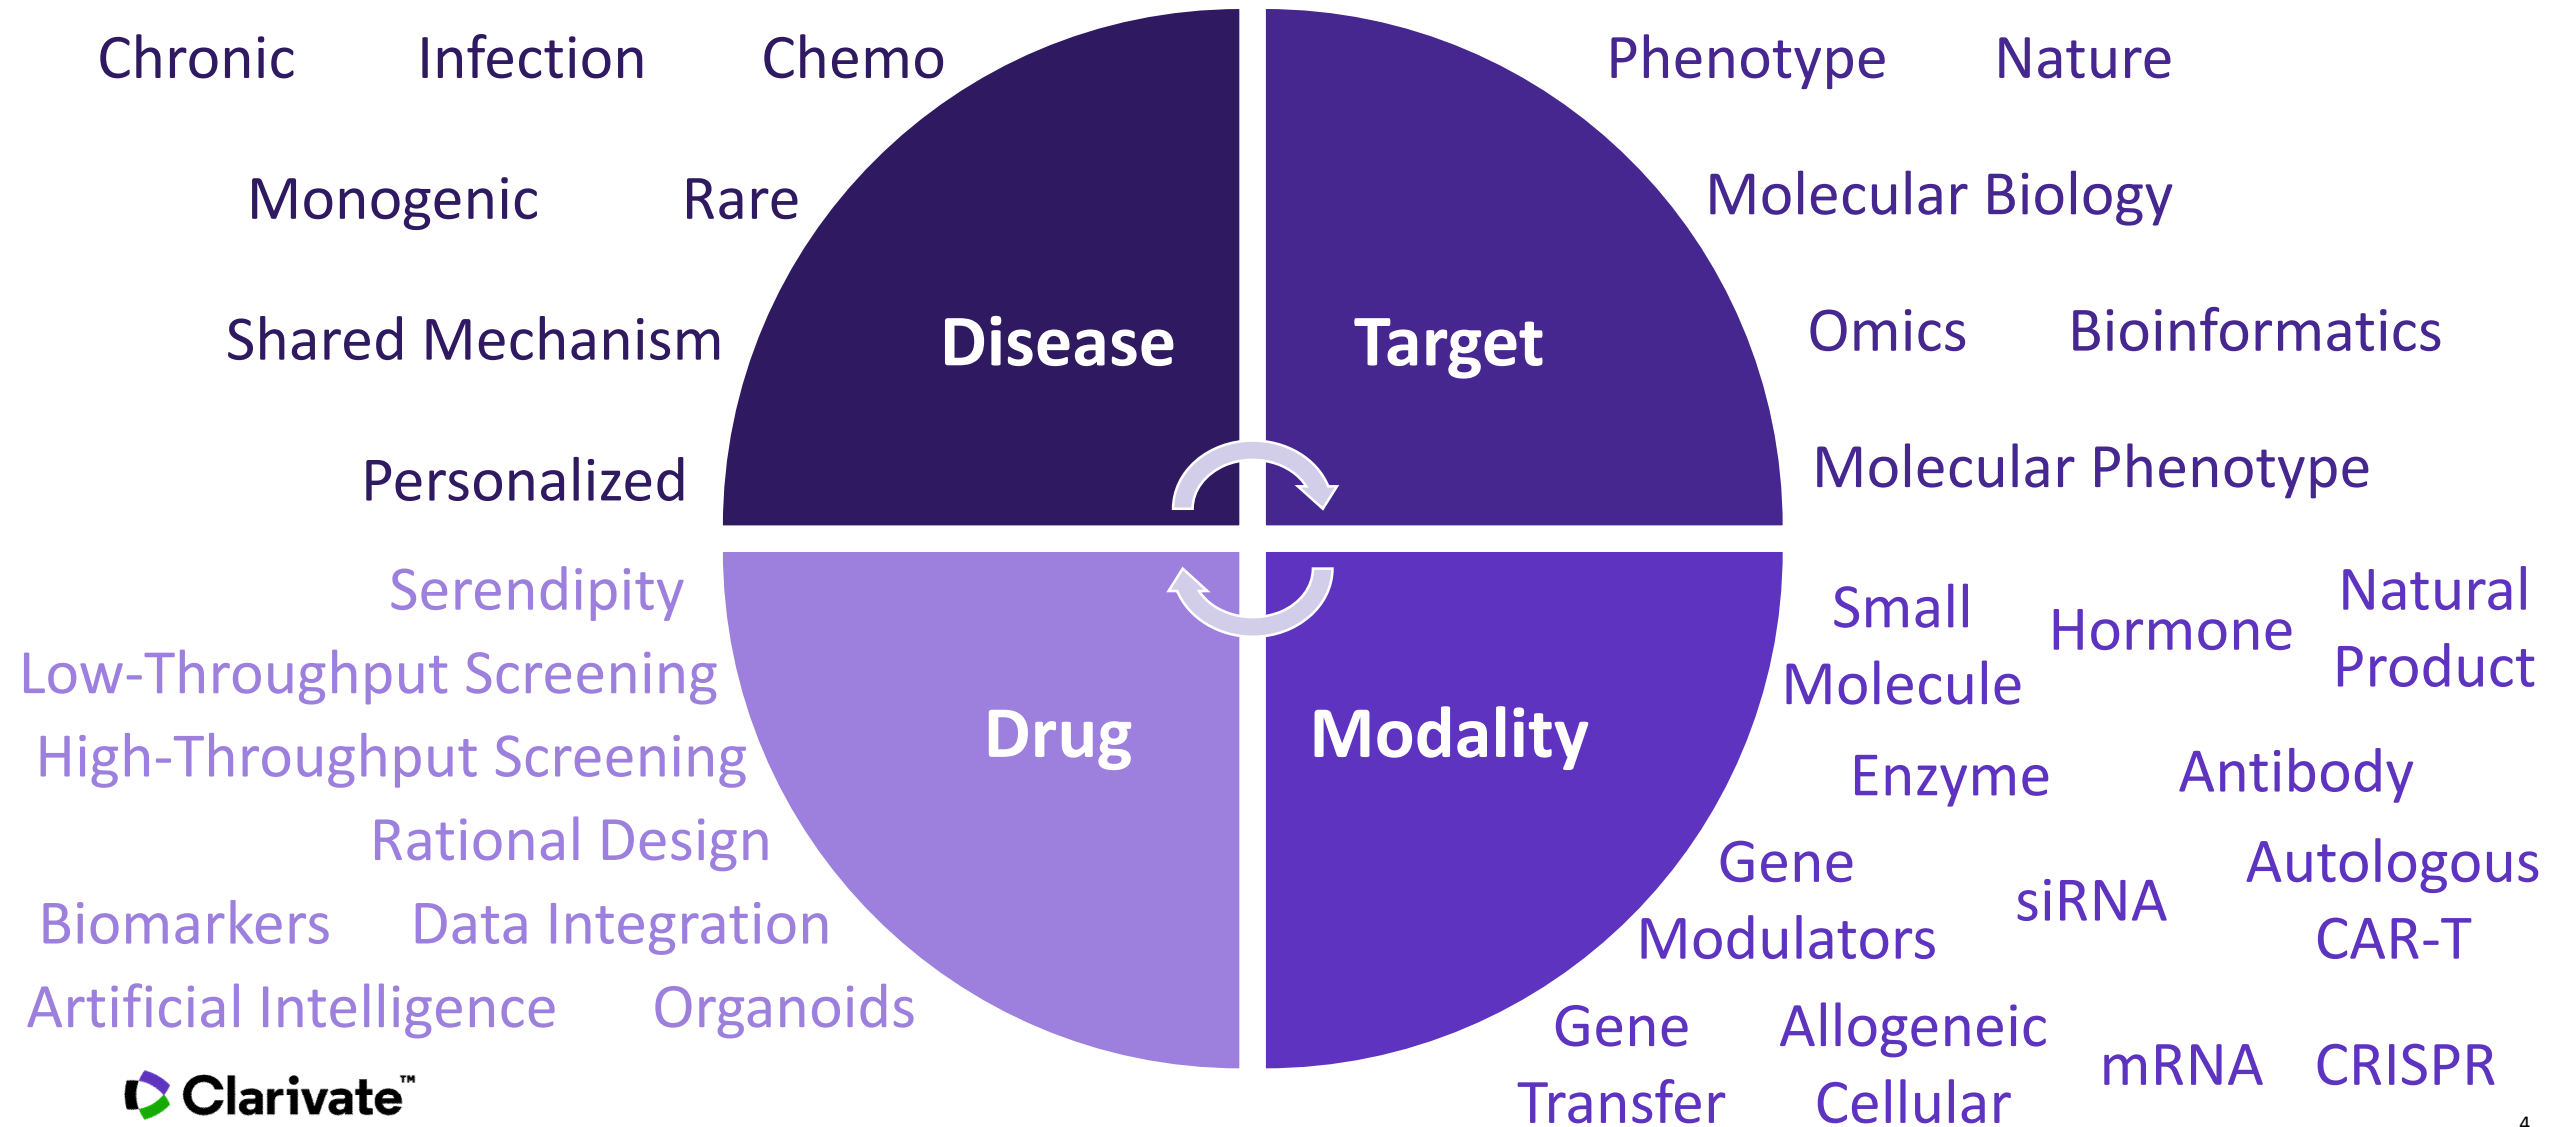 Chronic Infection Chemo
Monogenic Rare
Shared Mechanism
Personalized
Disease
Target
Phenotype Nature
Molecular Biology
Omics Bioinformatics
Molecular Phenotype
Serendipity
Low-Throughput Screening
High-Throughput Screening
Rational Design
Biomarkers Data Integration
Artificial Intelligence Organoids
Drug
Modality
Small
Molecule
Hormone
Natural
Product
Enzyme
Antibody
Gene
Modulators
siRNA
Autologous
CAR-T
Gene
Transfer
Allogeneic
Cellular
mRNA
CRISPR
Clarivate™
4